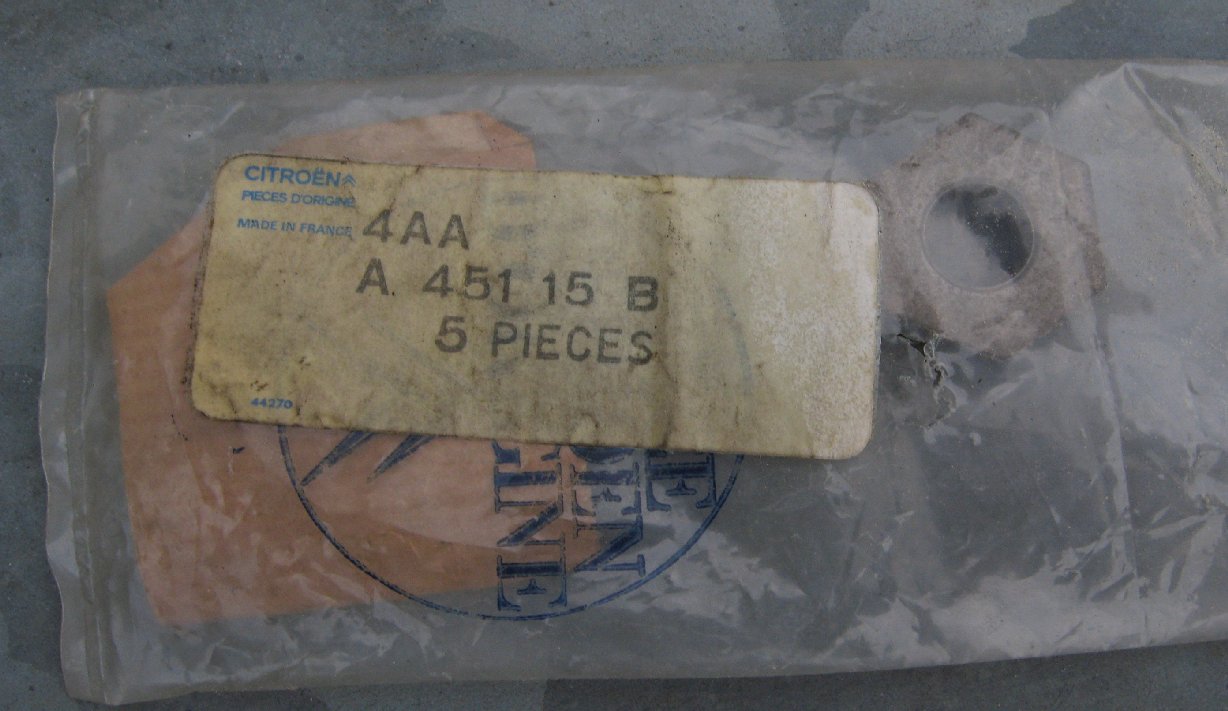 CITROËN
PIECES D'ORIGINE
MADE IN FRANCE
4AA
A. 451 15 B
5 PIECES
44270